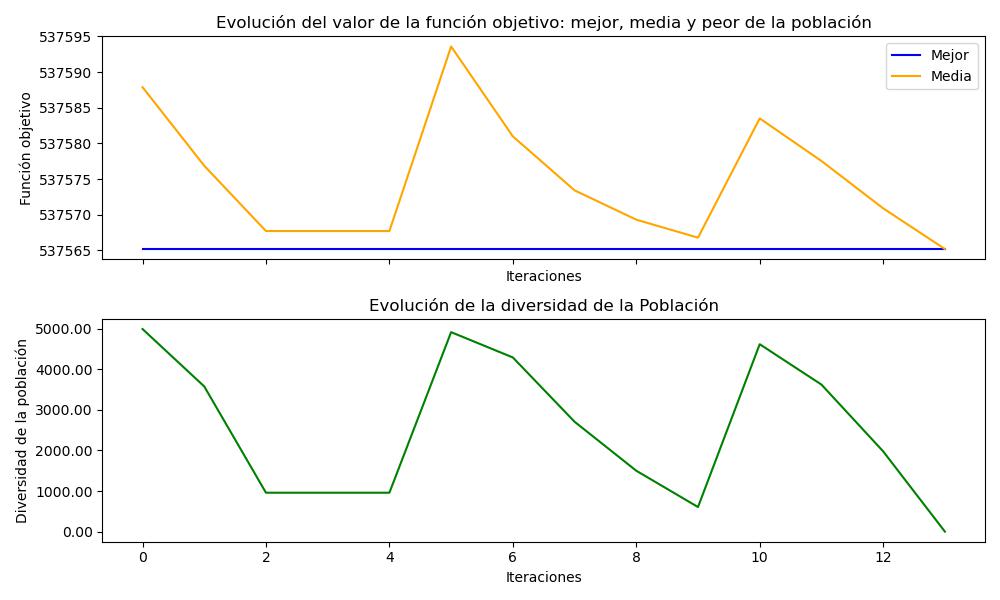 Evolución del valor de la función objetivo: mejor, media y peor de la población
537595
537590
537585
537580
537575
537570
537565
Función objetivo
Mejor
Media
Iteraciones
Evolución de la diversidad de la Población
5000.00
4000.00
3000.00
2000.00
1000.00
0.00
Diversidad de la población
0 2 4 6 8 10 12
Iteraciones